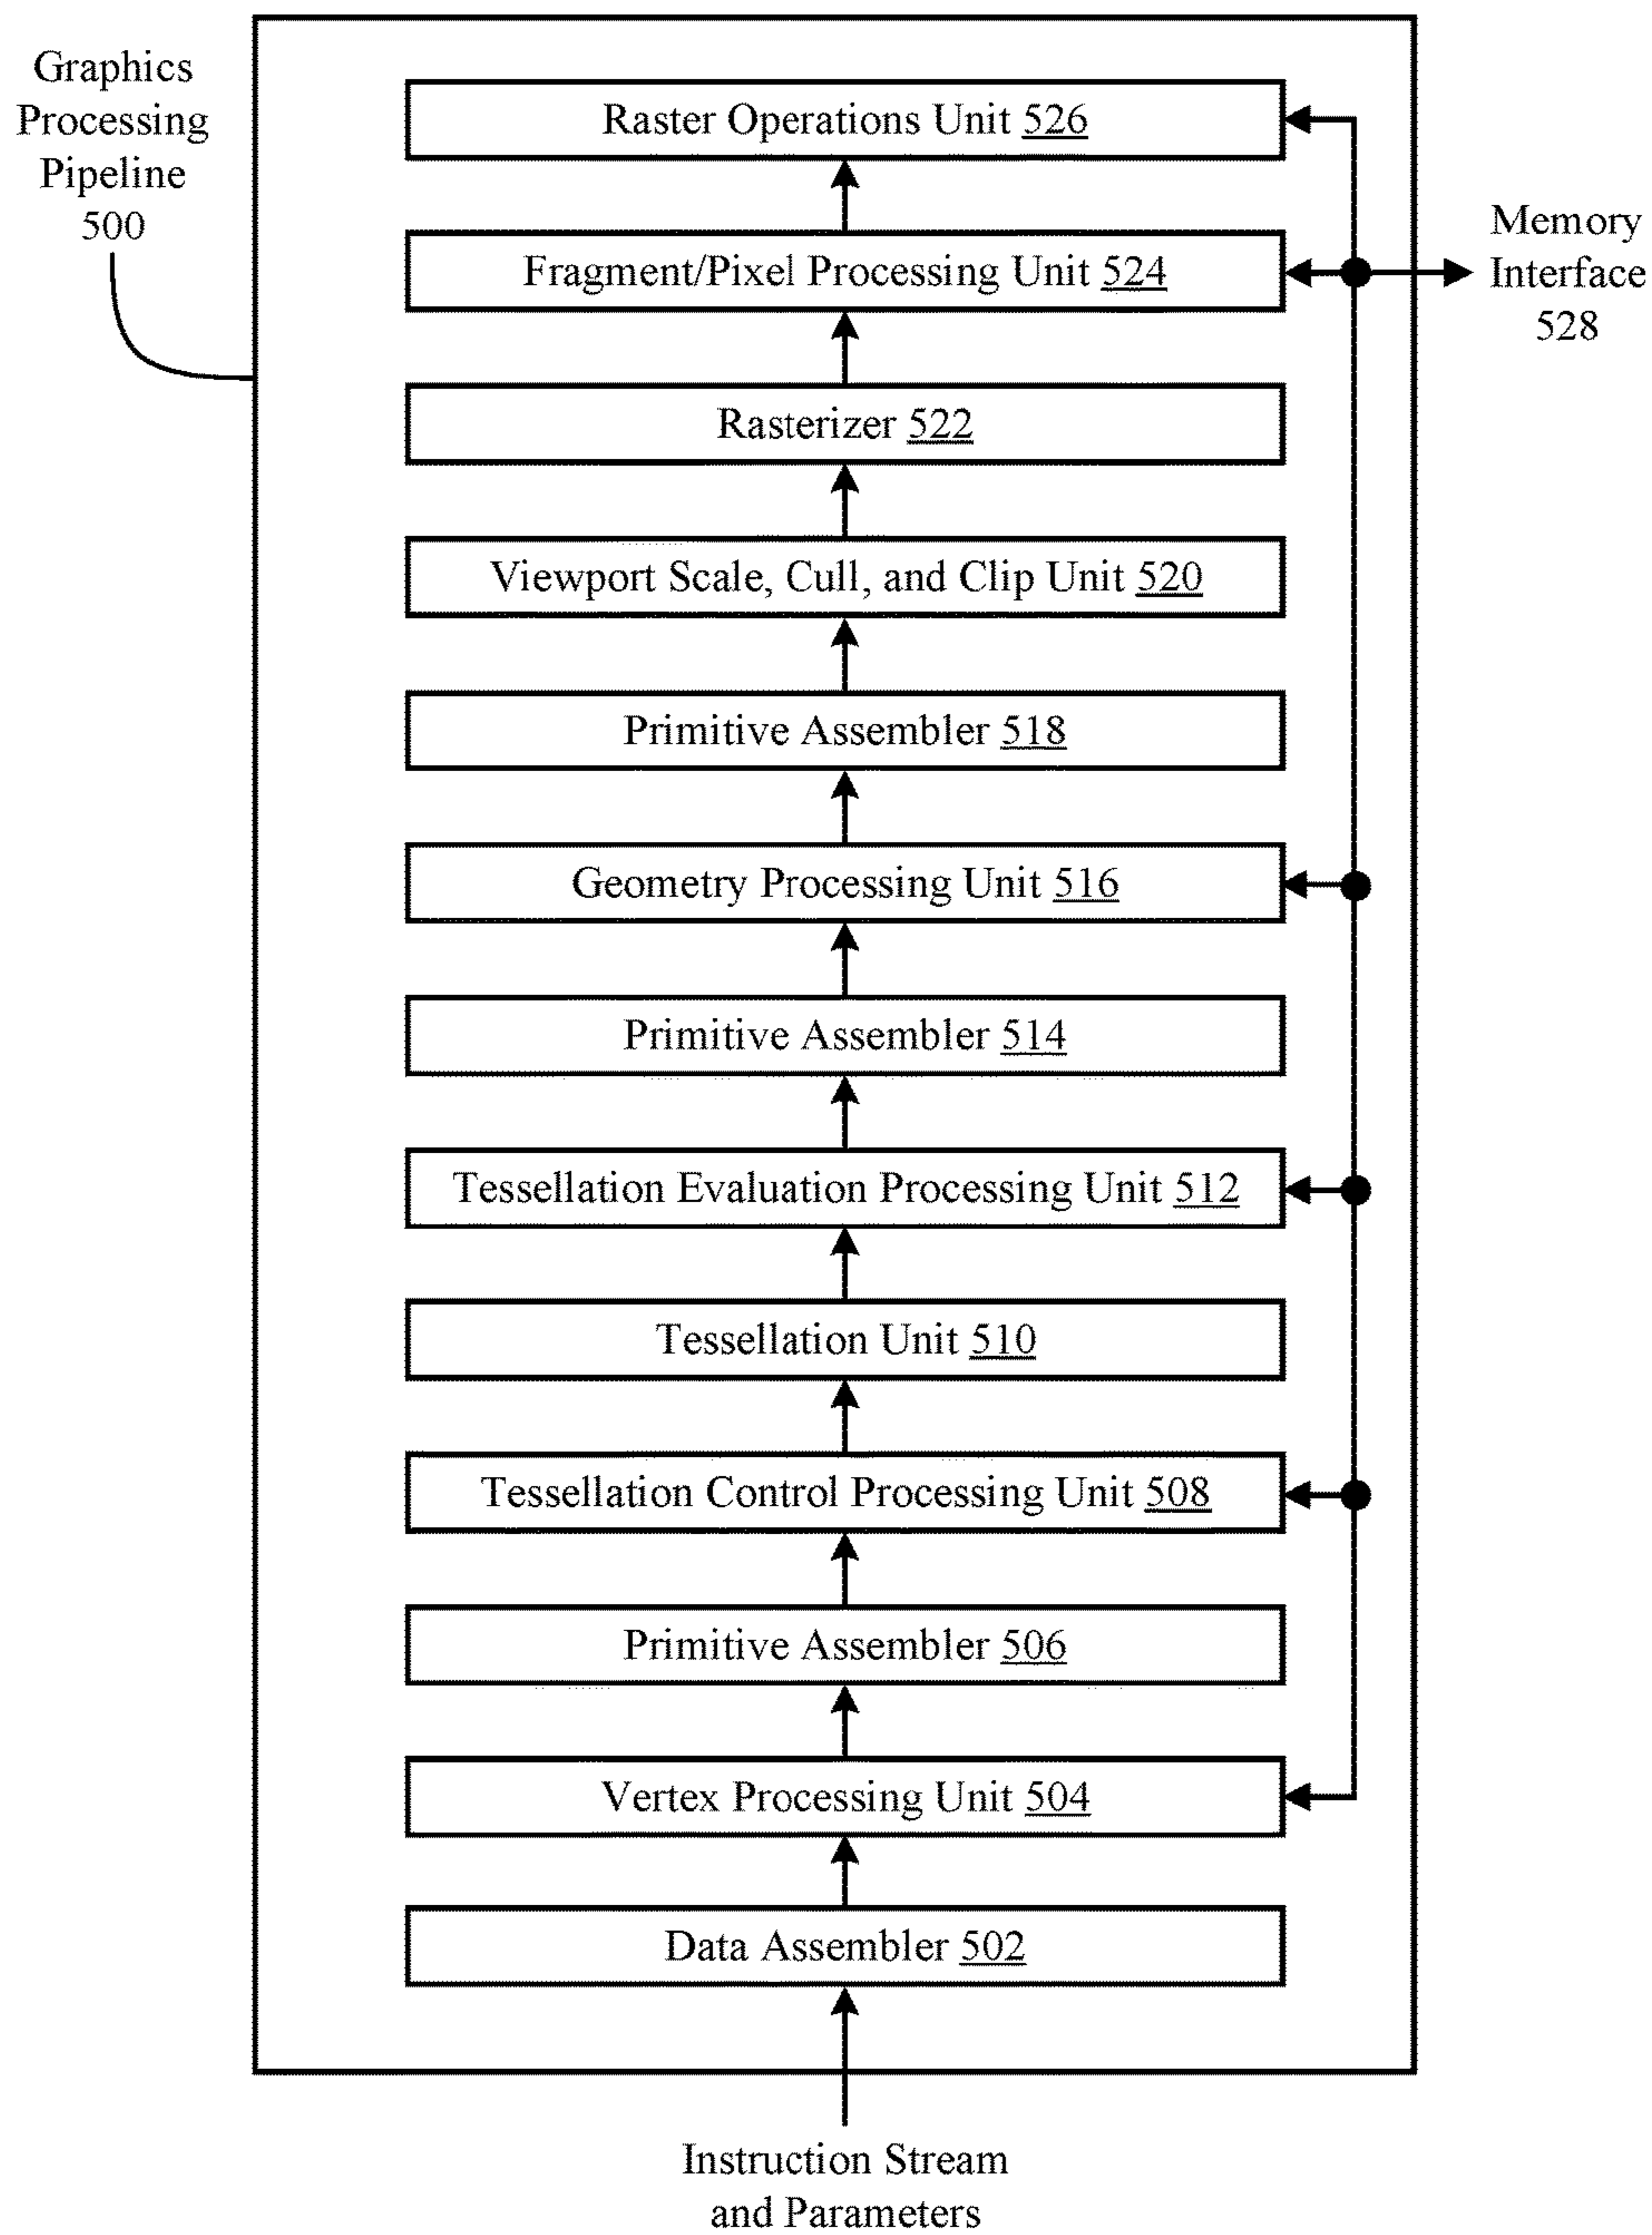 Graphics
Processing
Pipeline
500
Raster Operations Unit 526
Memory
Interface
528
Fragment/Pixel Processing Unit 524
Rasterizer 522
Viewport Scale, Cull, and Clip Unit 520
Primitive Assembler 518
Geometry Processing Unit 516
Primitive Assembler 514
Tessellation Evaluation Processing Unit 512
Tessellation Unit 510
Tessellation Control Processing Unit 508
Primitive Assembler 506
Vertex Processing Unit 504
Data Assembler 502
Instruction Stream
and Parameters